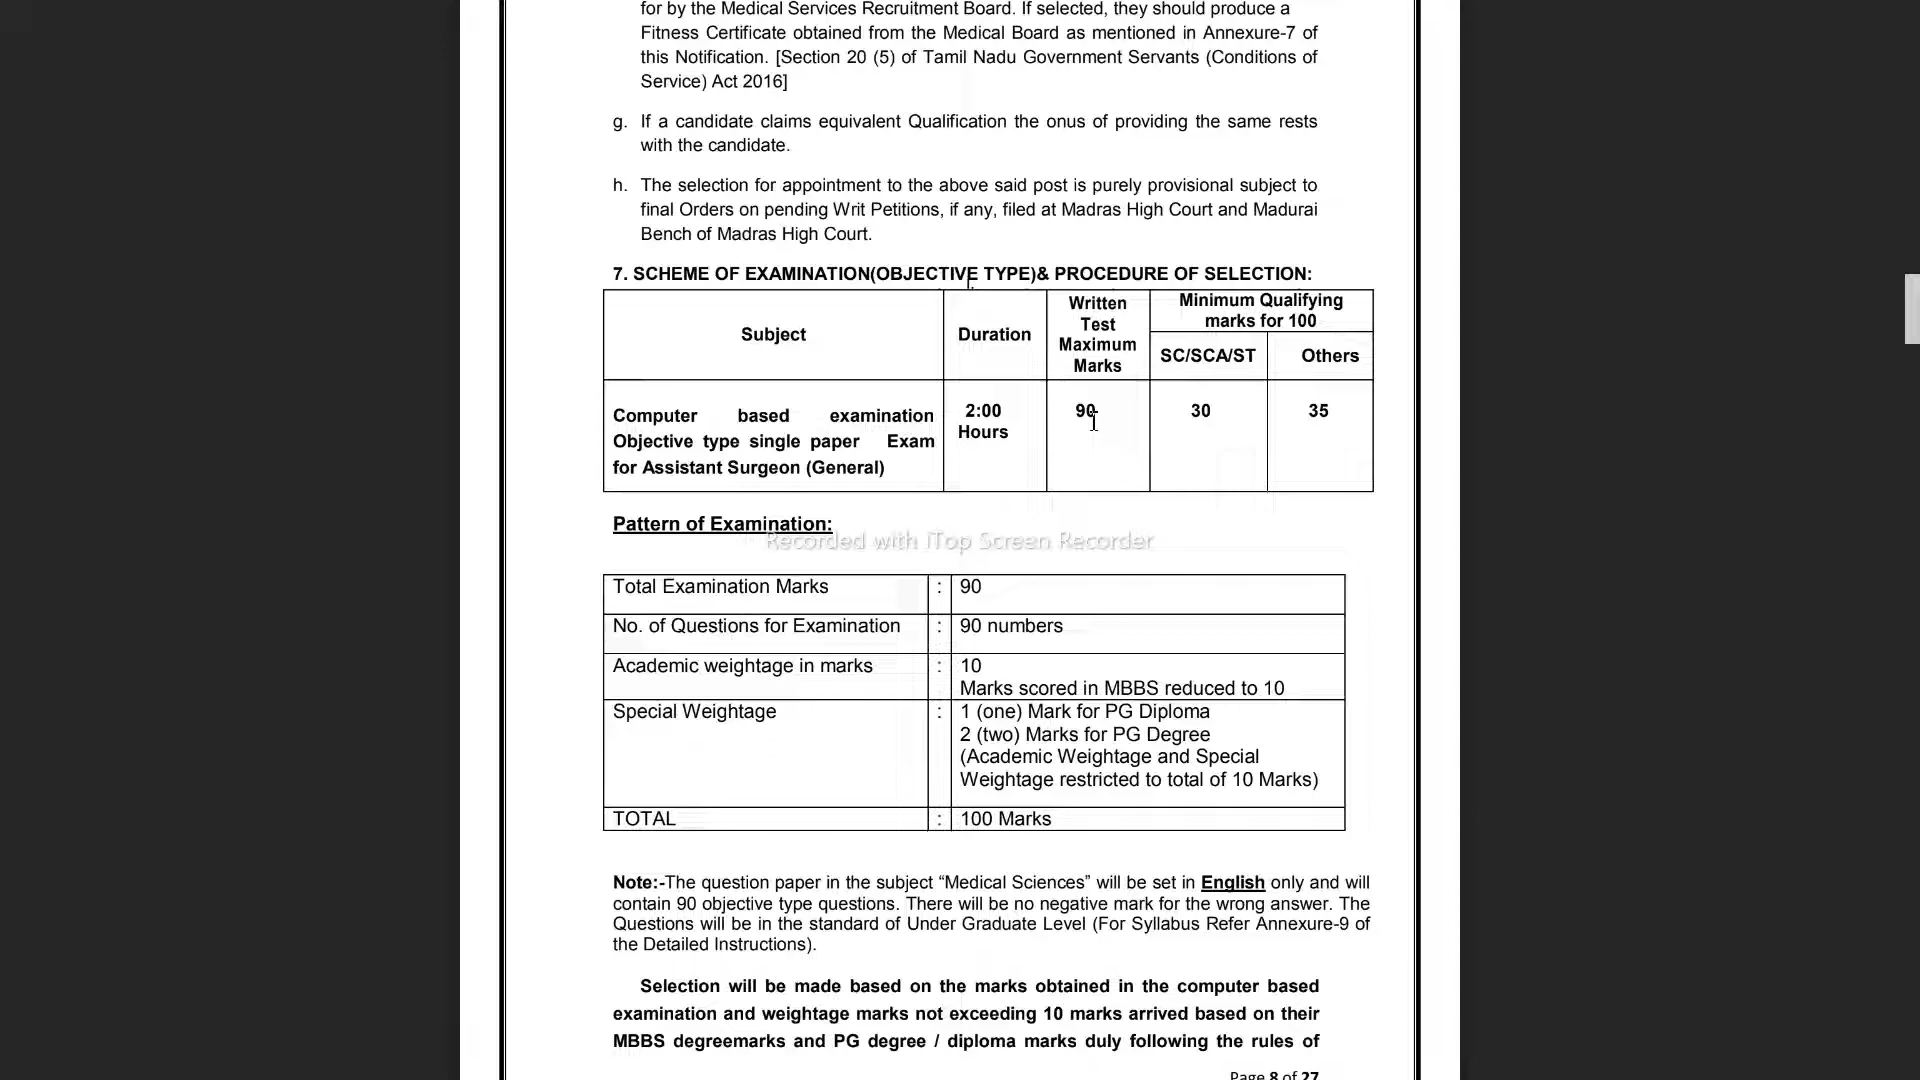 for by the Medical Services Recruitment Board. If selected, they should produce a
Fitness Certificate obtained from the Medical Board as mentioned in Annexure-7 of
this Notification. [Section 20 (5) of Tamil Nadu Government Servants (Conditions of
Service) Act 2016]
g. If a candidate claims equivalent Qualification the onus of providing the same rests
with the candidate.
h. The selection for appointment to the above said post is purely provisional subject to
final Orders on pending Writ Petitions, if any, filed at Madras High Court and Madurai
Bench of Madras High Court.
7. SCHEME OF EXAMINATION(OBJECTIVE TYPE)& PROCEDURE OF SELECTION:
Subject
Duration
Written
Test
Maximum
Marks
Minimum Qualifying
marks for 100
SC/SCA/ST
Others
Computer based examination
Objective type single paper Exam
for Assistant Surgeon (General)
2:00
Hours
90
30
35
Pattern of Examination:
Recorded with iTop Screen Recorder
Total Examination Marks : 90
No. of Questions for Examination : 90 numbers
Academic weightage in marks : 10
Marks scored in MBBS reduced to 10
Special Weightage : 1 (one) Mark for PG Diploma
2 (two) Marks for PG Degree
(Academic Weightage and Special
Weightage restricted to total of 10 Marks)
TOTAL : 100 Marks
Note:-The question paper in the subject “Medical Sciences” will be set in English only and will
contain 90 objective type questions. There will be no negative mark for the wrong answer. The
Questions will be in the standard of Under Graduate Level (For Syllabus Refer Annexure-9 of
the Detailed Instructions).
Selection will be made based on the marks obtained in the computer based
examination and weightage marks not exceeding 10 marks arrived based on their
MBBS degreemarks and PG degree / diploma marks duly following the rules of
Page 8 of 27